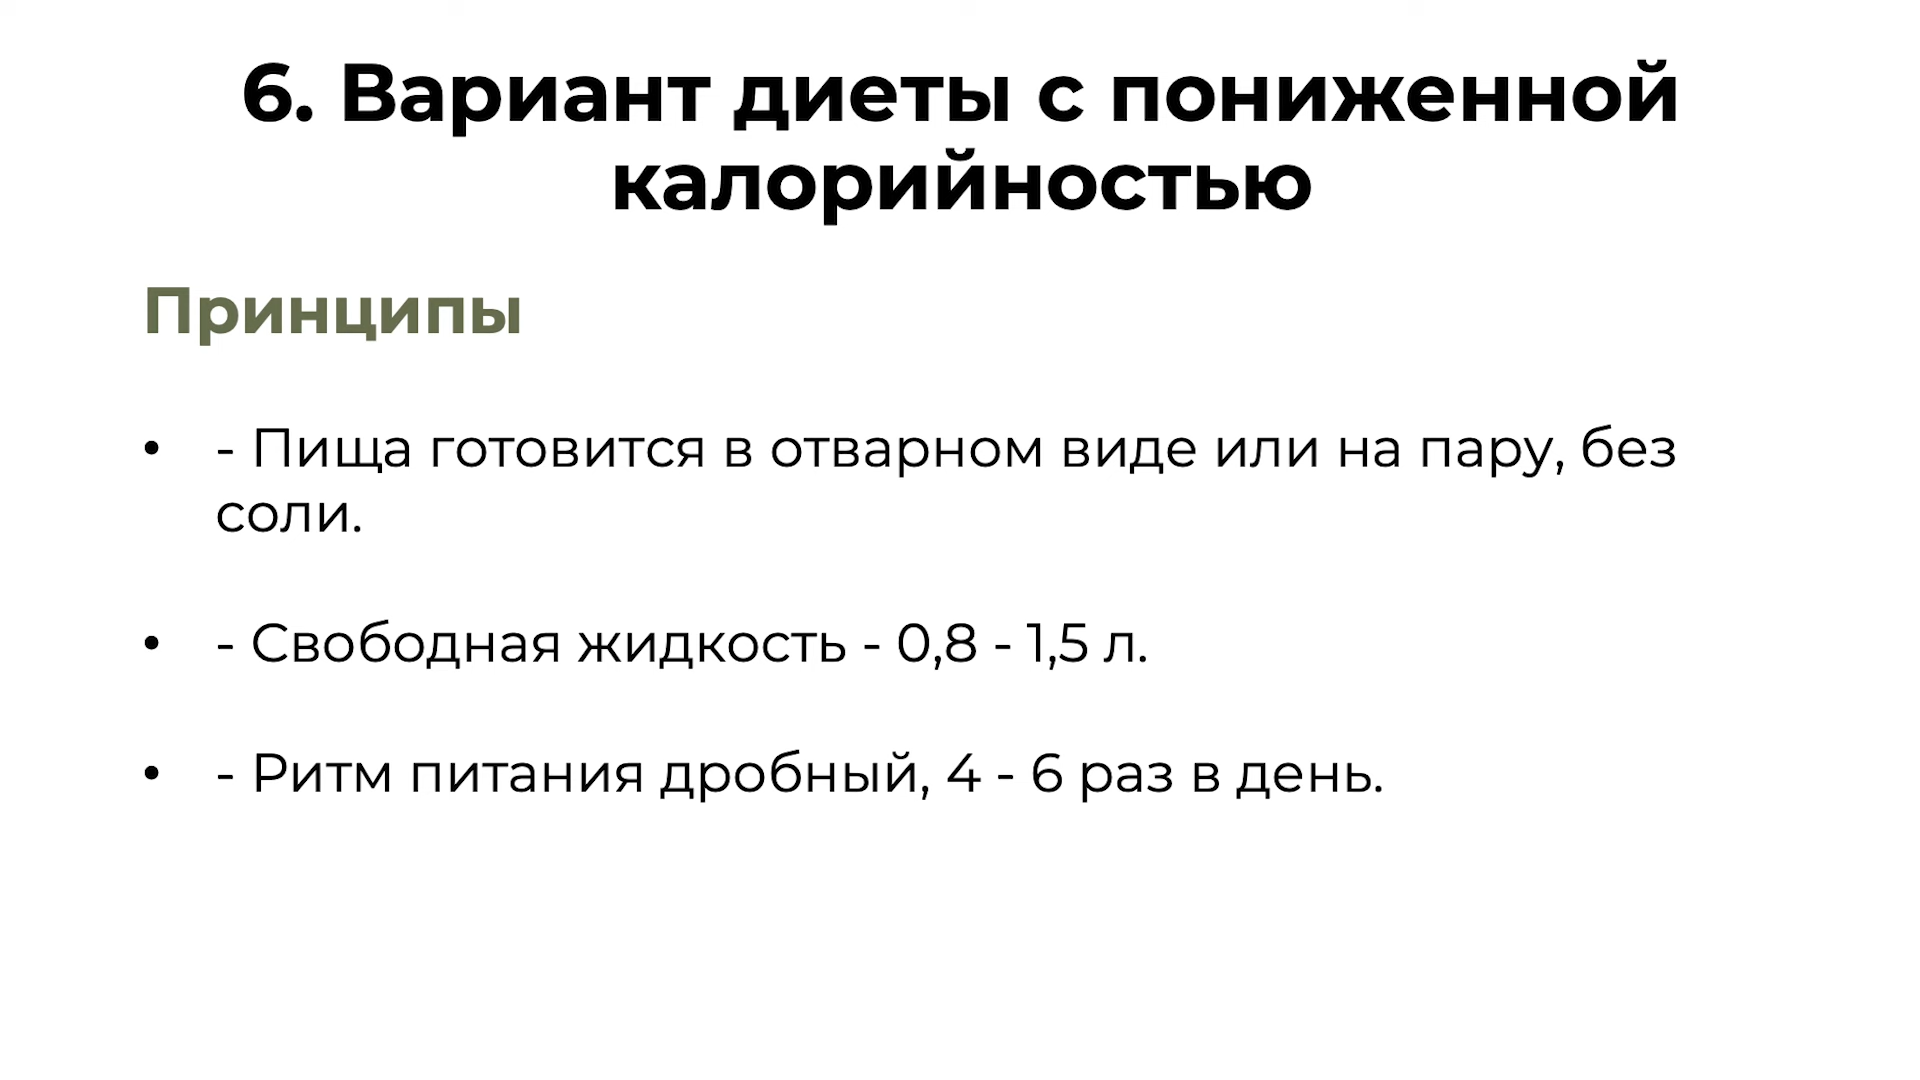 6. Вариант диеты с пониженной
калорийностью
Принципы
• - Пища готовится в отварном виде или на пару, без
соли.
• - Свободная жидкость - 0,8 - 1,5 л.
• - Ритм питания дробный, 4 - 6 раз в день.